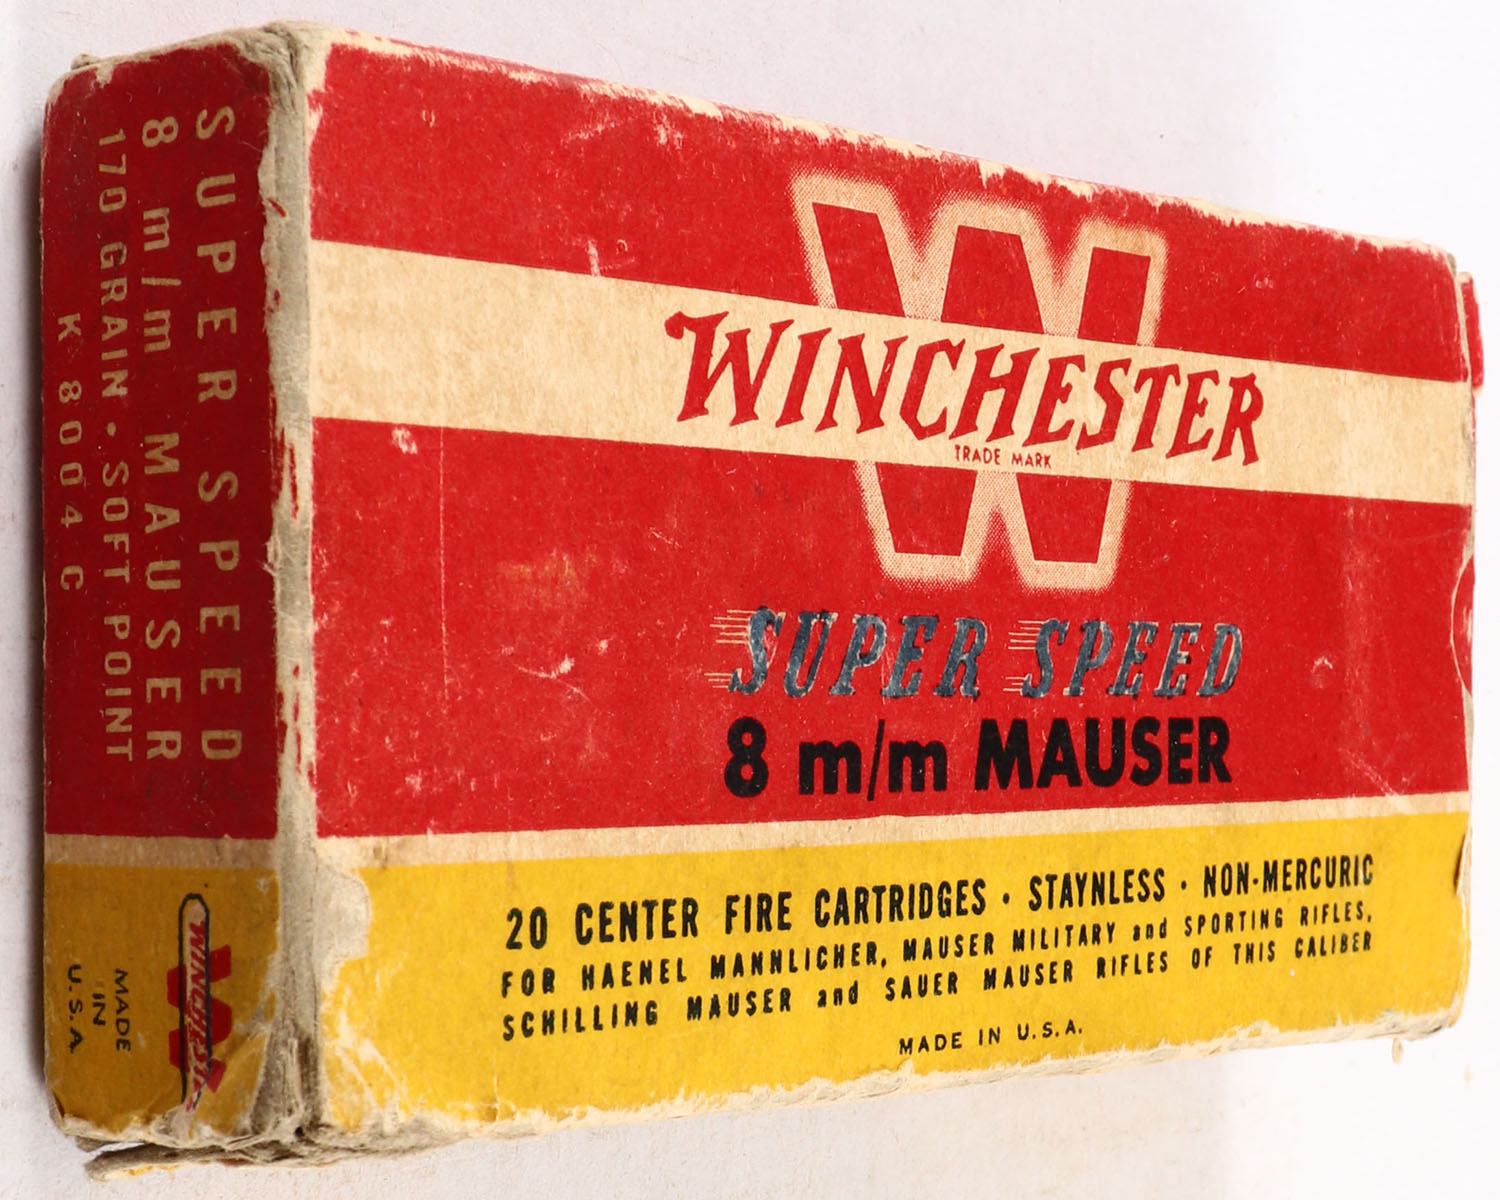 SUPER SPEED
8 m/m MAUSER
170 GRAIN · SOFT POINT
K 8004 C
WINCHESTER
MADE
IN
U.S.A.
W
WINCHESTER
TRADE MARK
SUPER SPEED
8 m/m MAUSER
20 CENTER FIRE CARTRIDGES · STAYNLESS · NON-MERCURIC
FOR HAENEL MANNLICHER, MAUSER MILITARY and SPORTING RIFLES,
SCHILLING MAUSER and SAUER MAUSER RIFLES OF THIS CALIBER
MADE IN U.S.A.